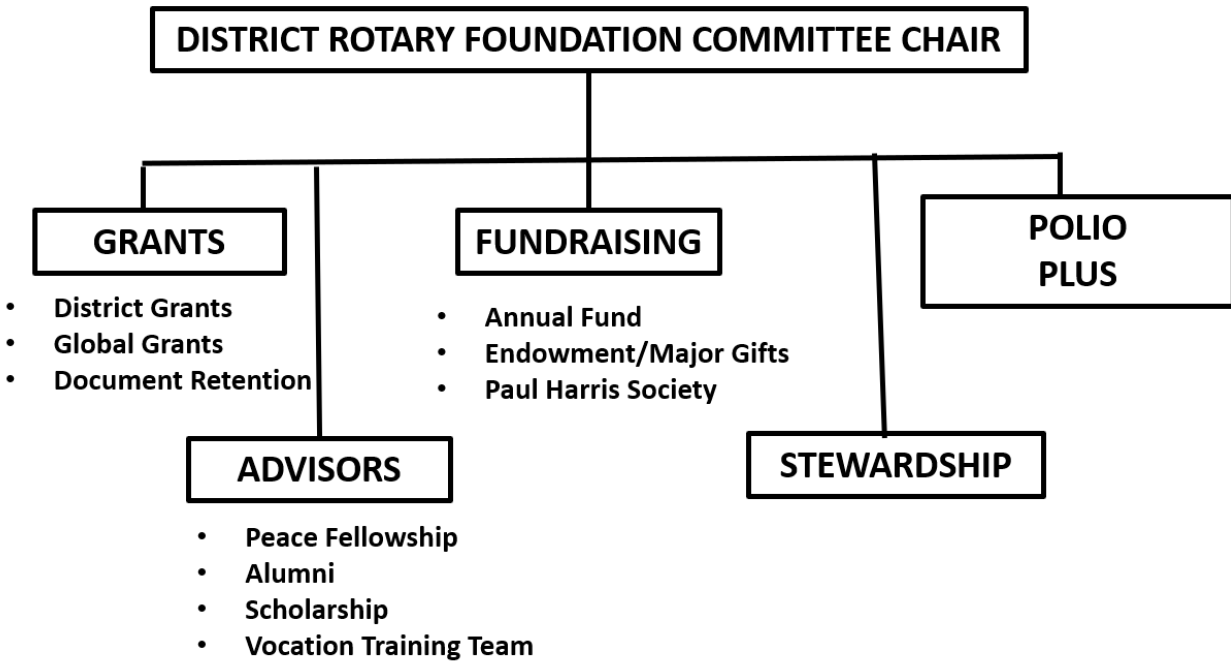 DISTRICT ROTARY FOUNDATION COMMITTEE CHAIR
GRANTS
• District Grants
• Global Grants
• Document Retention
ADVISORS
• Peace Fellowship
• Alumni
• Scholarship
• Vocation Training Team
FUNDRAISING
• Annual Fund
• Endowment/Major Gifts
• Paul Harris Society
STEWARDSHIP
POLIO
PLUS